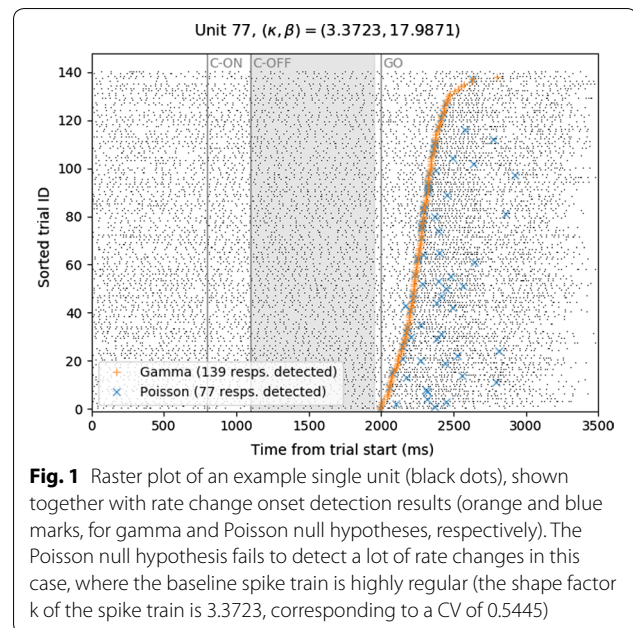 Unit 77, (κ, β) = (3.3723, 17.9871)
C-ON
C-OFF
GO
140
120
100
80
60
40
20
0
Sorted trial ID
Gamma (139 resps. detected)
Poisson (77 resps. detected)
0 500 1000 1500 2000 2500 3000 3500
Time from trial start (ms)
Fig. 1 Raster plot of an example single unit (black dots), shown
together with rate change onset detection results (orange and blue
marks, for gamma and Poisson null hypotheses, respectively). The
Poisson null hypothesis fails to detect a lot of rate changes in this
case, where the baseline spike train is highly regular (the shape factor
k of the spike train is 3.3723, corresponding to a CV of 0.5445)